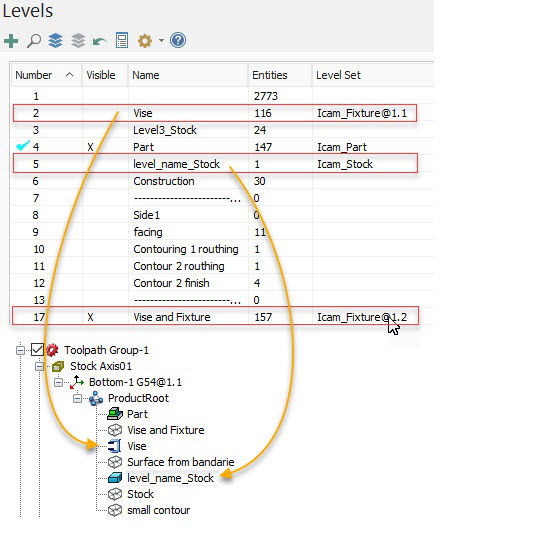 Levels
Number Visible Name Entities Level Set
1 2773
2 Vise 116 Icam_Fixture@1.1
3 Level3_Stock 24
4 X Part 147 Icam_Part
5 level_name_Stock 1 Icam_Stock
6 Construction 30
7 ------------------------... 0
8 Side1 0
9 facing 11
10 Contouring 1 routhing 1
11 Contour 2 routhing 1
12 Contour 2 finish 4
13 ------------------------... 0
17 X Vise and Fixture 157 Icam_Fixture@1.2
Toolpath Group-1
Stock Axis01
Bottom-1 G54@1.1
ProductRoot
Part
Vise and Fixture
Vise
Surface from bandarie
level_name_Stock
Stock
small contour